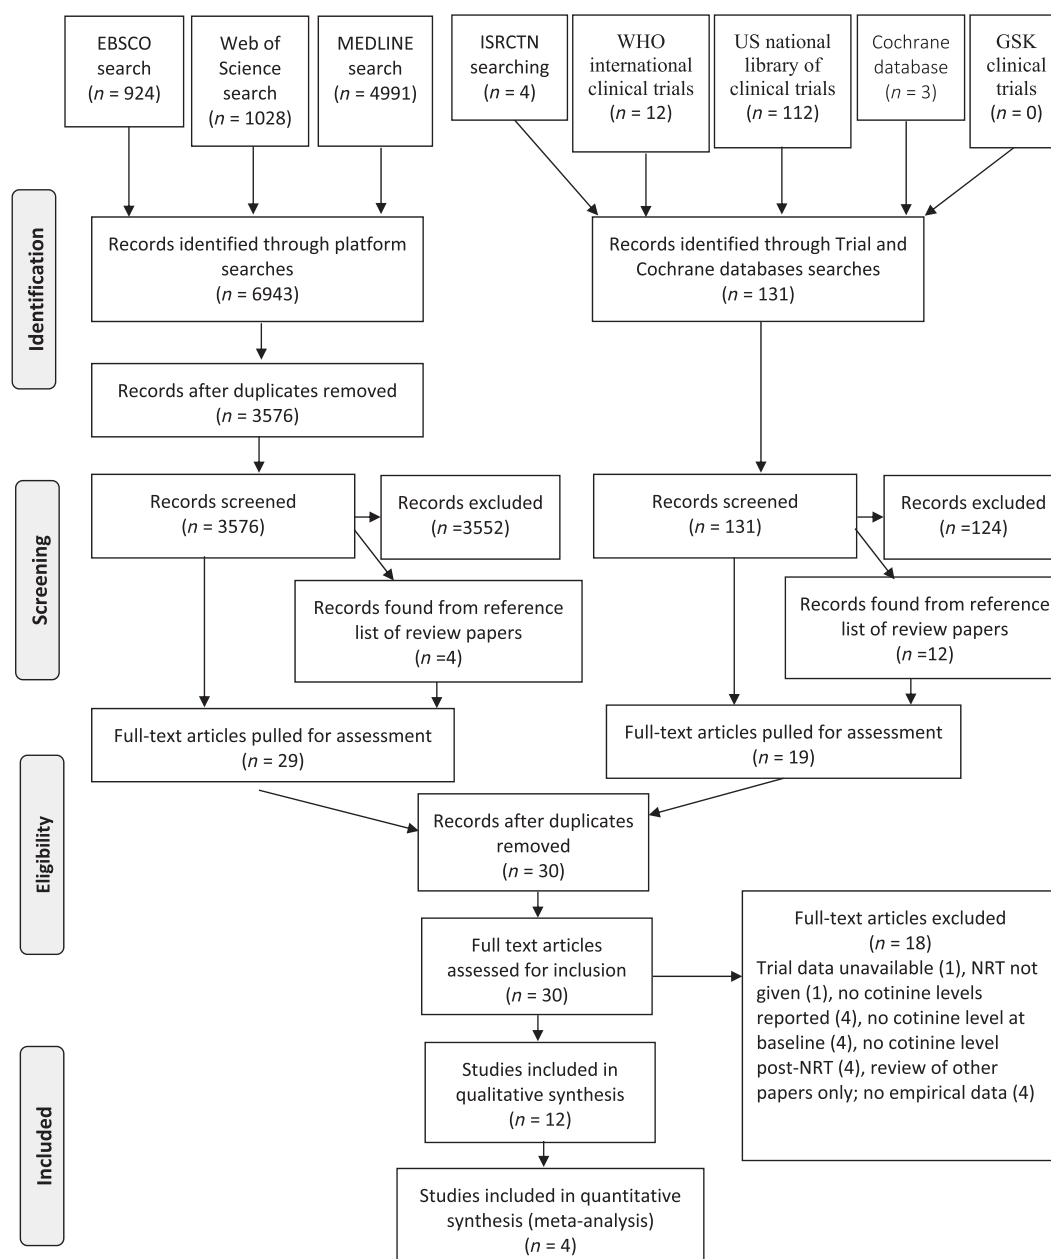 EBSCO
search
(n = 924)
Web of
Science
search
(n = 1028)
MEDLINE
search
(n = 4991)
ISRCTN
searching
(n = 4)
WHO
international
clinical trials
(n = 12)
US national
library of
clinical trials
(n = 112)
Cochrane
database
(n = 3)
GSK
clinical
trials
(n = 0)
Identification
Records identified through platform
searches
(n = 6943)
Records identified through Trial and
Cochrane databases searches
(n = 131)
Records after duplicates removed
(n = 3576)
Screening
Records screened
(n = 3576)
Records excluded
(n =3552)
Records screened
(n = 131)
Records excluded
(n =124)
Records found from reference
list of review papers
(n =4)
Records found from reference
list of review papers
(n =12)
Full-text articles pulled for assessment
(n = 29)
Full-text articles pulled for assessment
(n = 19)
Eligibility
Records after duplicates
removed
(n = 30)
Full text articles
assessed for inclusion
(n = 30)
Full-text articles excluded
(n = 18)
Trial data unavailable (1), NRT not
given (1), no cotinine levels
reported (4), no cotinine level at
baseline (4), no cotinine level
post-NRT (4), review of other
papers only; no empirical data (4)
Included
Studies included in
qualitative synthesis
(n = 12)
Studies included in quantitative
synthesis (meta-analysis)
(n = 4)